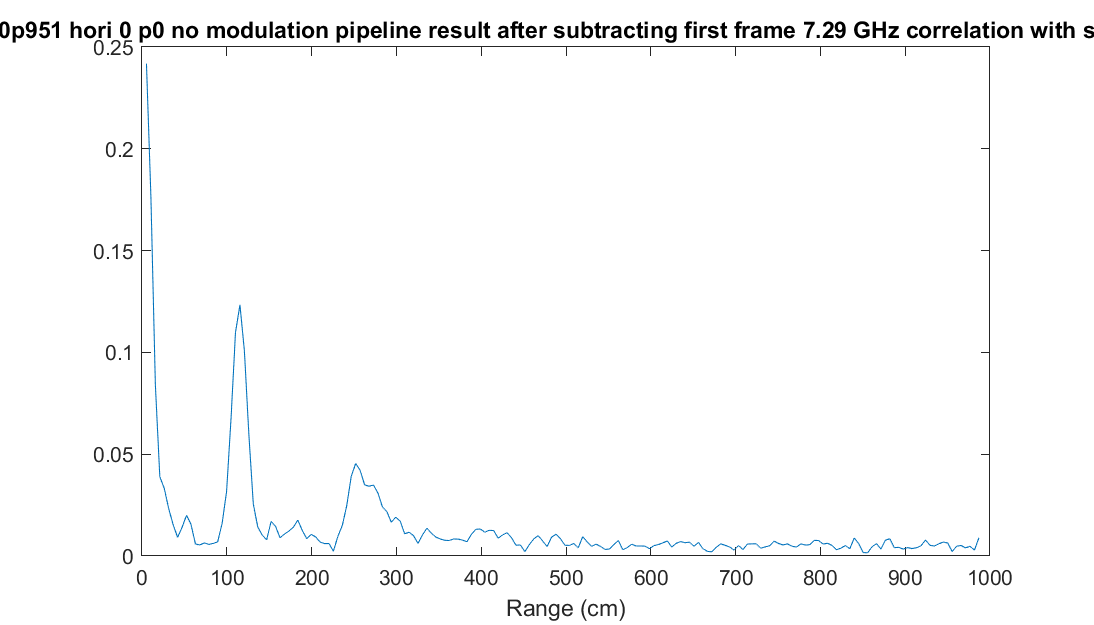 0p951 hori 0 p0 no modulation pipeline result after subtracting first frame 7.29 GHz correlation with s
0.25
0.2
0.15
0.1
0.05
0
0 100 200 300 400 500 600 700 800 900 1000
Range (cm)